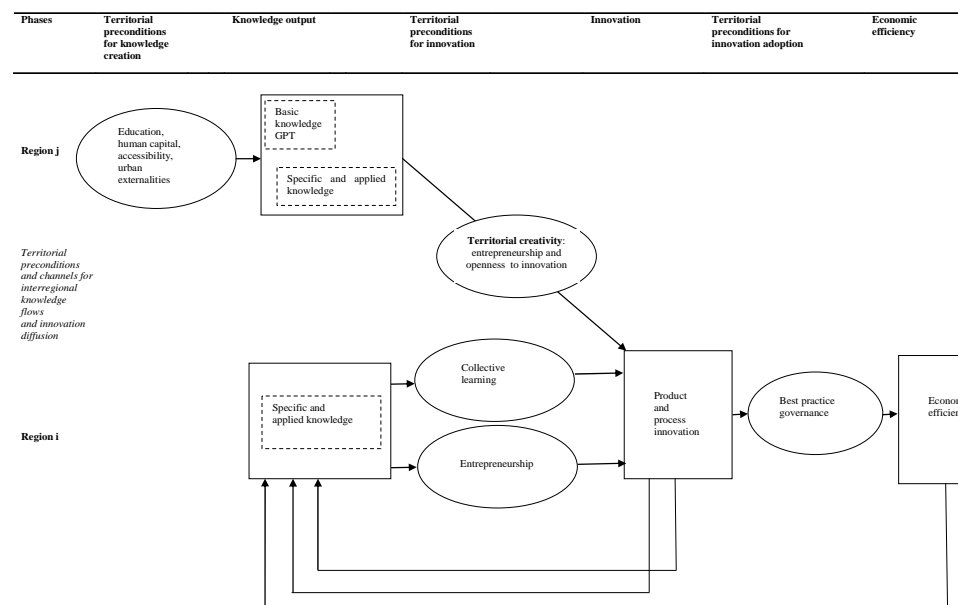 Phases
Territorial
preconditions
for knowledge
creation
Knowledge output
Territorial
preconditions
for innovation
Innovation
Territorial
preconditions for
innovation adoption
Economic
efficiency
Region j
Education,
human capital,
accessibility,
urban
externalities
Basic
knowledge
GPT
Specific and applied
knowledge
Territorial
preconditions
and channels for
interregional
knowledge
flows
and innovation
diffusion
Territorial creativity:
entrepreneurship and
openness to innovation
Region i
Specific and
applied knowledge
Collective
learning
Entrepreneurship
Product
and
process
innovation
Best practice
governance
Econo
efficien